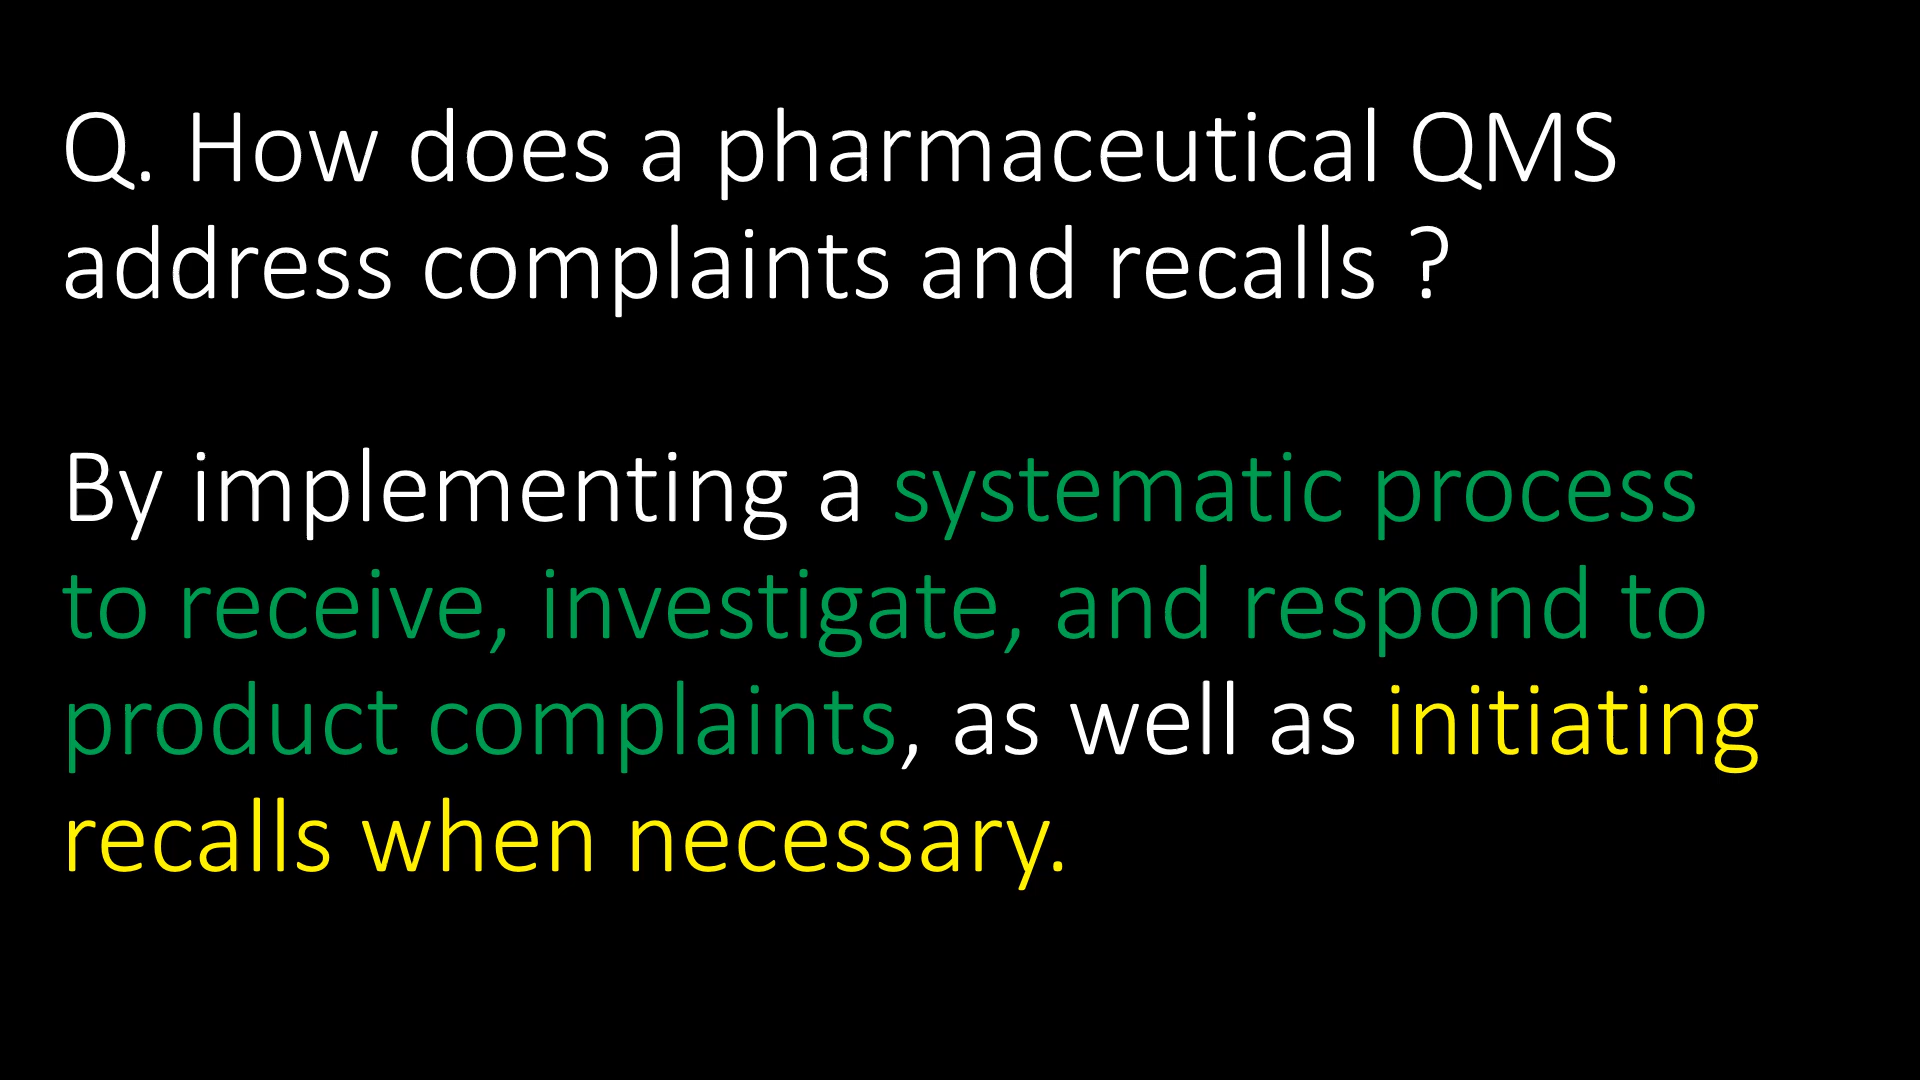 Q. How does a pharmaceutical QMS
address complaints and recalls ?
By implementing a systematic process
to receive, investigate, and respond to
product complaints, as well as initiating
recalls when necessary.